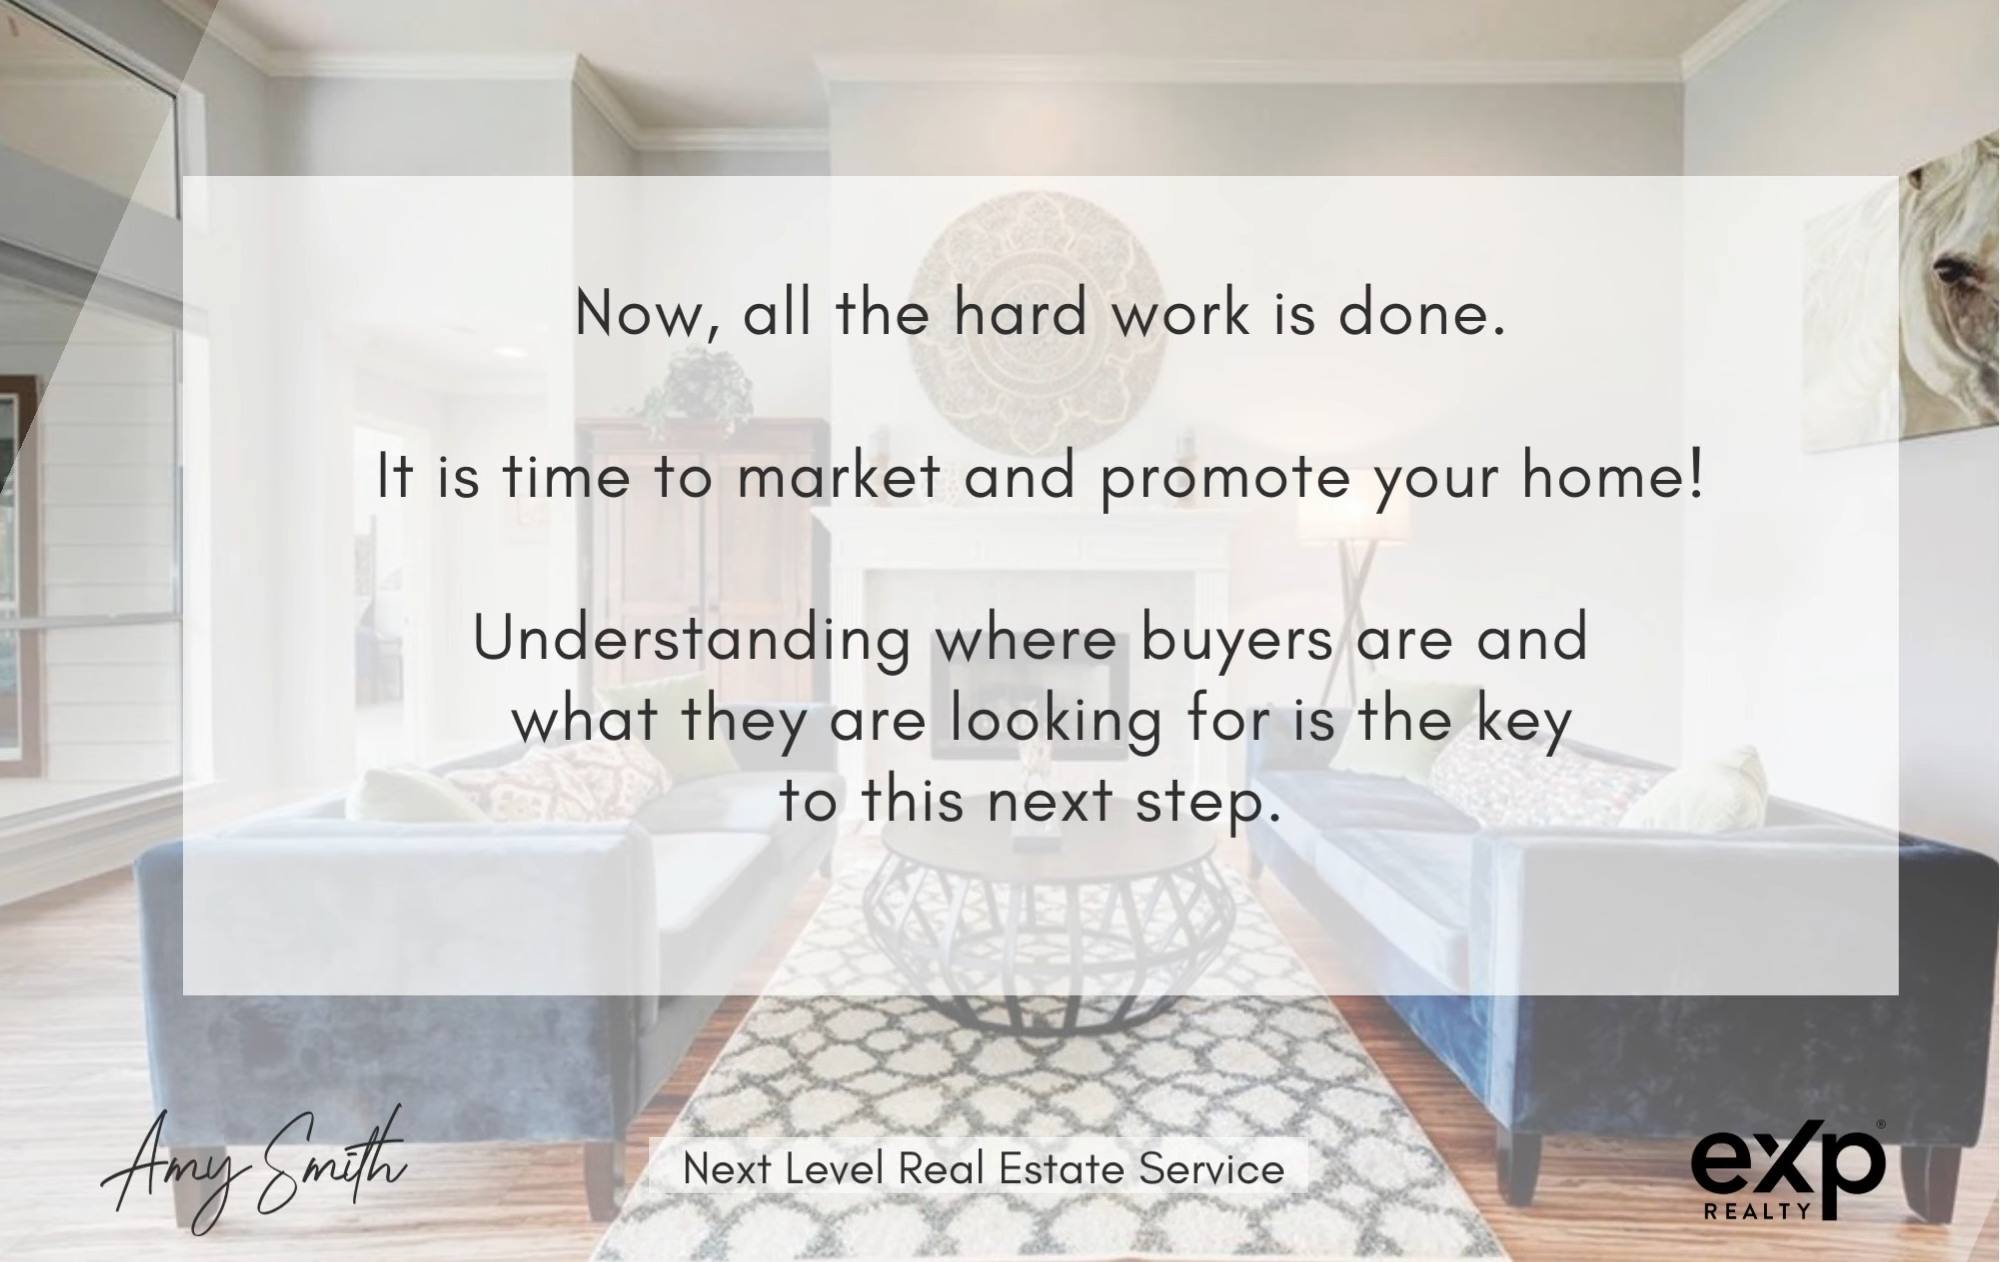 Now, all the hard work is done.
It is time to market and promote your home!
Understanding where buyers are and
what they are looking for is the key
to this next step.
Amy Smith
Next Level Real Estate Service
exp®
REALTY